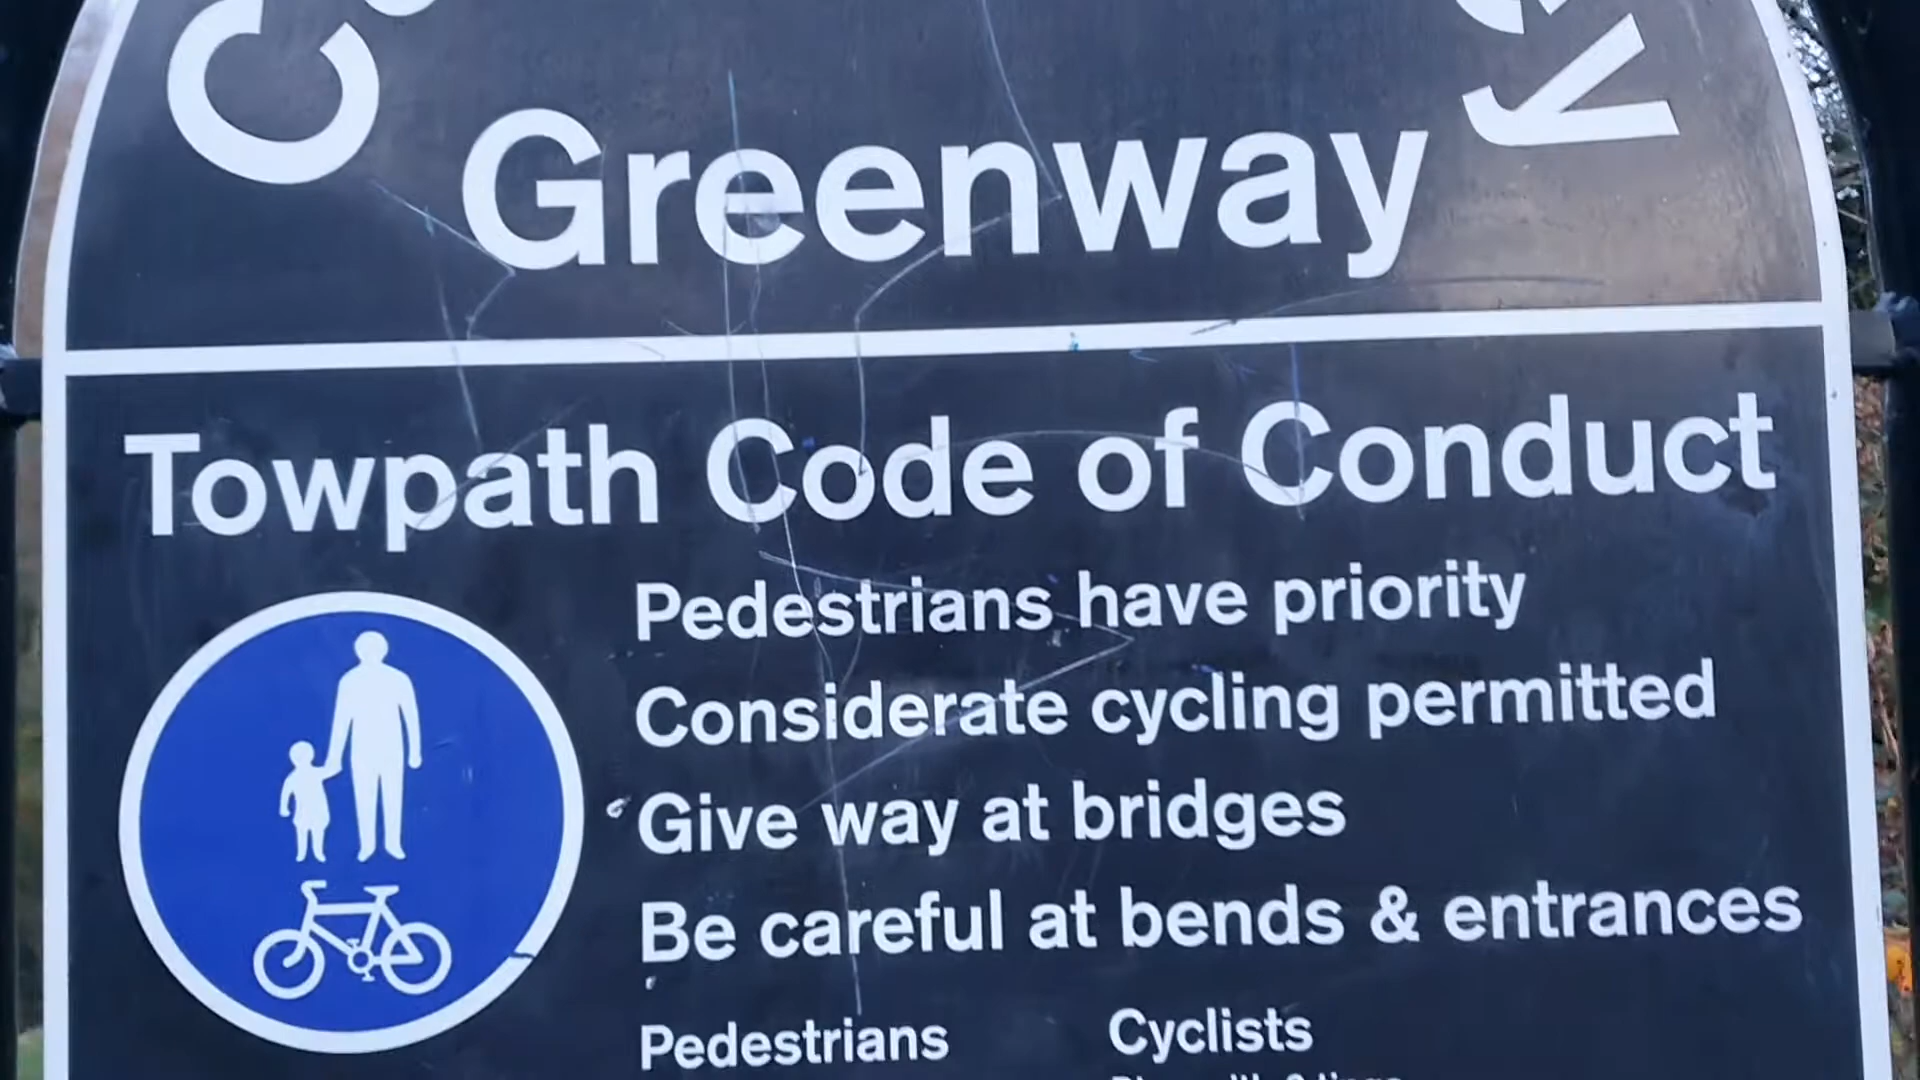 Greenway
Towpath Code of Conduct
Pedestrians have priority
Considerate cycling permitted
Give way at bridges
Be careful at bends & entrances
Pedestrians
Cyclists